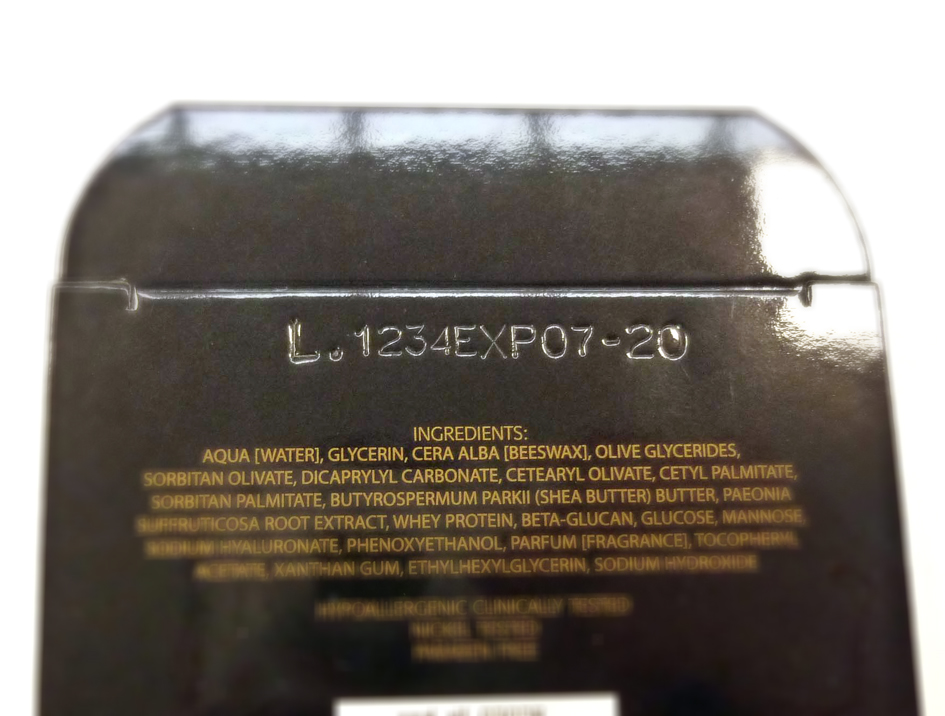 L.1234EXP07-20
INGREDIENTS:
AQUA [WATER], GLYCERIN, CERA ALBA [BEESWAX], OLIVE GLYCERIDES,
SORBITAN OLIVATE, DICAPRYLYL CARBONATE, CETEARYL OLIVATE, CETYL PALMITATE,
SORBITAN PALMITATE, BUTYROSPERMUM PARKII (SHEA BUTTER) BUTTER, PAEONIA
SUFFRUTICOSA ROOT EXTRACT, WHEY PROTEIN, BETA-GLUCAN, GLUCOSE, MANNOSE,
SODIUM HYALURONATE, PHENOXYETHANOL, PARFUM [FRAGRANCE], TOCOPHERYL
ACETATE, XANTHAN GUM, ETHYLHEXYLGLYCERIN, SODIUM HYDROXIDE
HYPOALLERGENIC CLINICALLY TESTED
NICKEL TESTED
PARABEN FREE